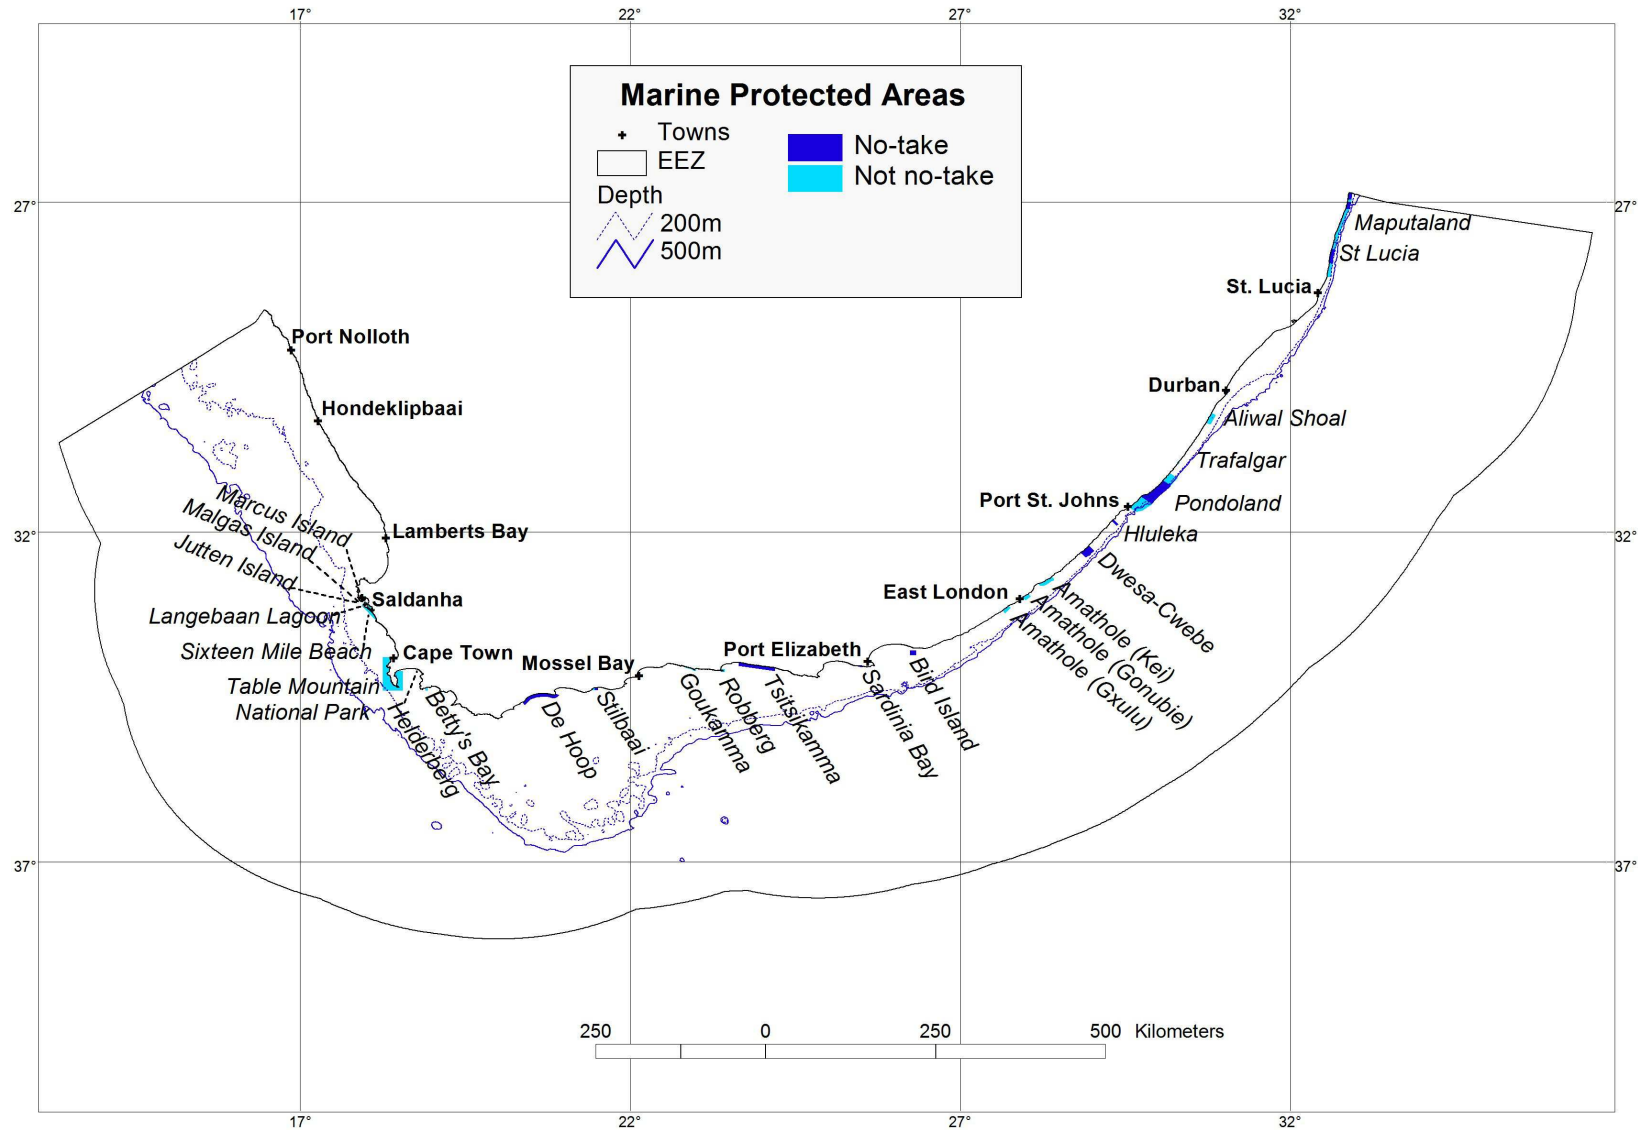 17°
22°
27°
32°
Marine Protected Areas
Towns
EEZ
Depth
200m
500m
No-take
Not no-take
27°
27°
Maputaland
St Lucia
St. Lucia
Port Nolloth
Durban
Hondeklipbaai
Aliwal Shoal
Trafalgar
Port St. Johns
Pondoland
Marcus Island
Malgas Island
Jutten Island
32°
Lamberts Bay
Hluleka
32°
Dwesa-Cwebe
East London
Saldanha
Langebaan Lagoon
Amathole (Kei)
Amathole (Gonubie)
Amathole (Gxulu)
Sixteen Mile Beach
Cape Town
Mossel Bay
Port Elizabeth
Table Mountain
National Park
Helderberg
Betty's Bay
De Hoop
Stilbaai
Goukamma
Robberg
Tsitsikamma
Sardinia Bay
Bird Island
37°
37°
250
0
250
500 Kilometers
17°
22°
27°
32°